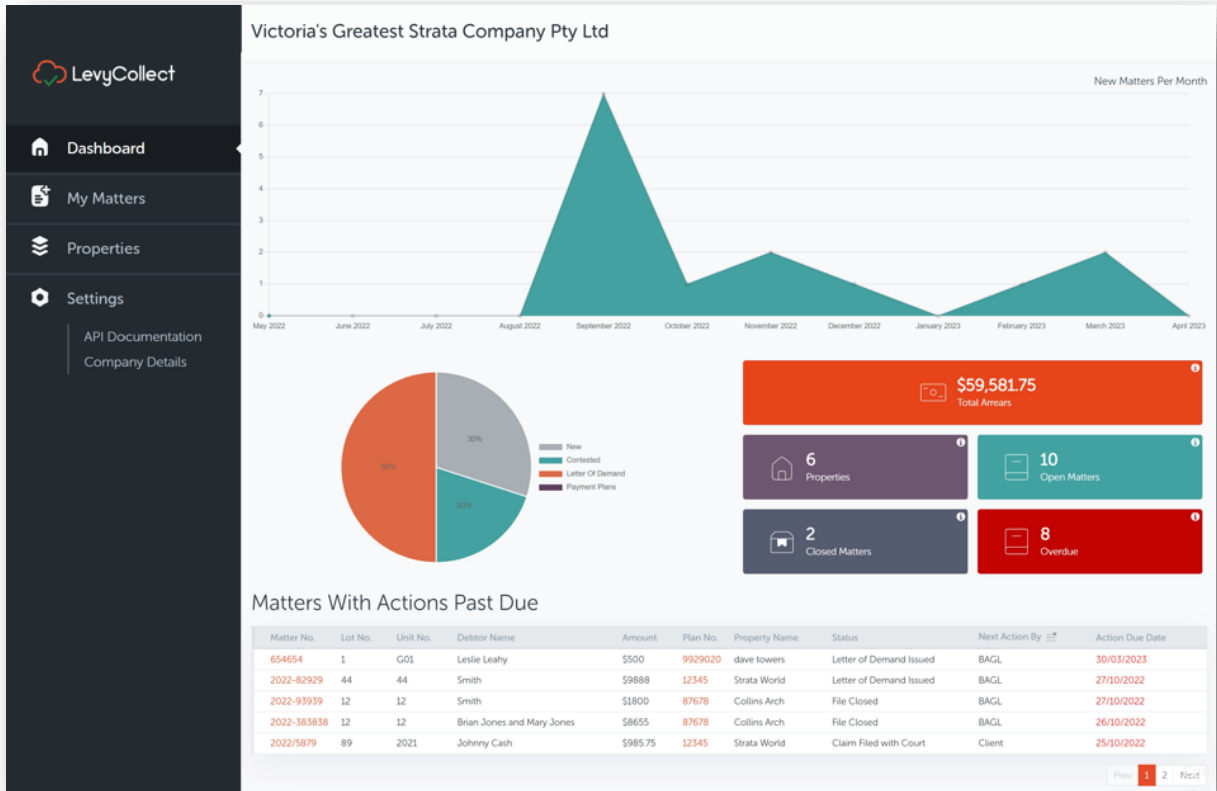 Victoria's Greatest Strata Company Pty Ltd
LevyCollect
Dashboard
My Matters
Properties
Settings
API Documentation
Company Details
New Matters Per Month
7
6
5
4
3
2
1
0
May 2022 June 2022 July 2022 August 2022 September 2022 October 2022 November 2022 December 2022 January 2023 February 2023 March 2023 April 2023
30%
50%
20%
New
Contested
Letter Of Demand
Payment Plans
$59,581.75
Total Arrears
6
Properties
10
Open Matters
2
Closed Matters
8
Overdue
Matters With Actions Past Due
Matter No. Lot No. Unit No. Debtor Name Amount Plan No. Property Name Status Next Action By Action Due Date
654654 1 G01 Leslie Leahy $500 9929020 dave towers Letter of Demand Issued BAGL 30/03/2023
2022-82929 44 44 Smith $9888 12345 Strata World Letter of Demand Issued BAGL 27/10/2022
2022-93939 12 12 Smith $1800 87678 Collins Arch File Closed BAGL 27/10/2022
2022-383838 12 12 Brian Jones and Mary Jones $8655 87678 Collins Arch File Closed BAGL 26/10/2022
2022/5879 89 2021 Johnny Cash $985.75 12345 Strata World Claim Filed with Court Client 25/10/2022
Prev 1 2 Next